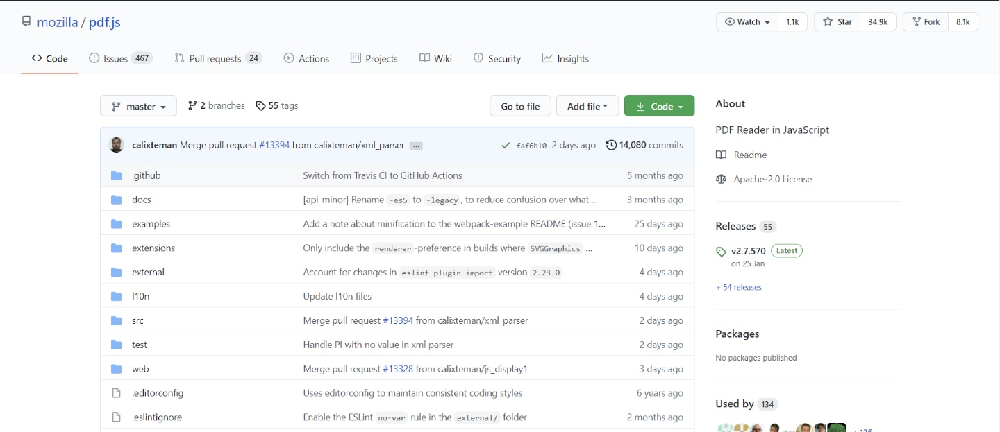 mozilla / pdf.js
Watch 1.1k Star 34.9k Fork 8.1k
Code Issues 467 Pull requests 24 Actions Projects Wiki Security Insights
master 2 branches 55 tags Go to file Add file Code
calixteman Merge pull request #13394 from calixteman/xml_parser ... faf6b10 2 days ago 14,080 commits
.github Switch from Travis CI to GitHub Actions 5 months ago
docs [api-minor] Rename -es5 to -legacy, to reduce confusion over what... 3 months ago
examples Add a note about minification to the webpack-example README (issue 1... 25 days ago
extensions Only include the renderer-preference in builds where SVGGraphics ... 10 days ago
external Account for changes in eslint-plugin-import version 2.23.0 4 days ago
l10n Update l10n files 4 days ago
src Merge pull request #13394 from calixteman/xml_parser 2 days ago
test Handle PI with no value in xml parser 2 days ago
web Merge pull request #13328 from calixteman/js_display1 3 days ago
.editorconfig Uses editorconfig to maintain consistent coding styles 6 years ago
.eslintignore Enable the ESLint no-var rule in the external/ folder 2 months ago
About
PDF Reader in JavaScript
Readme
Apache-2.0 License
Releases 55
v2.7.570 Latest
on 25 Jan
+ 54 releases
Packages
No packages published
Used by 134
+ 126